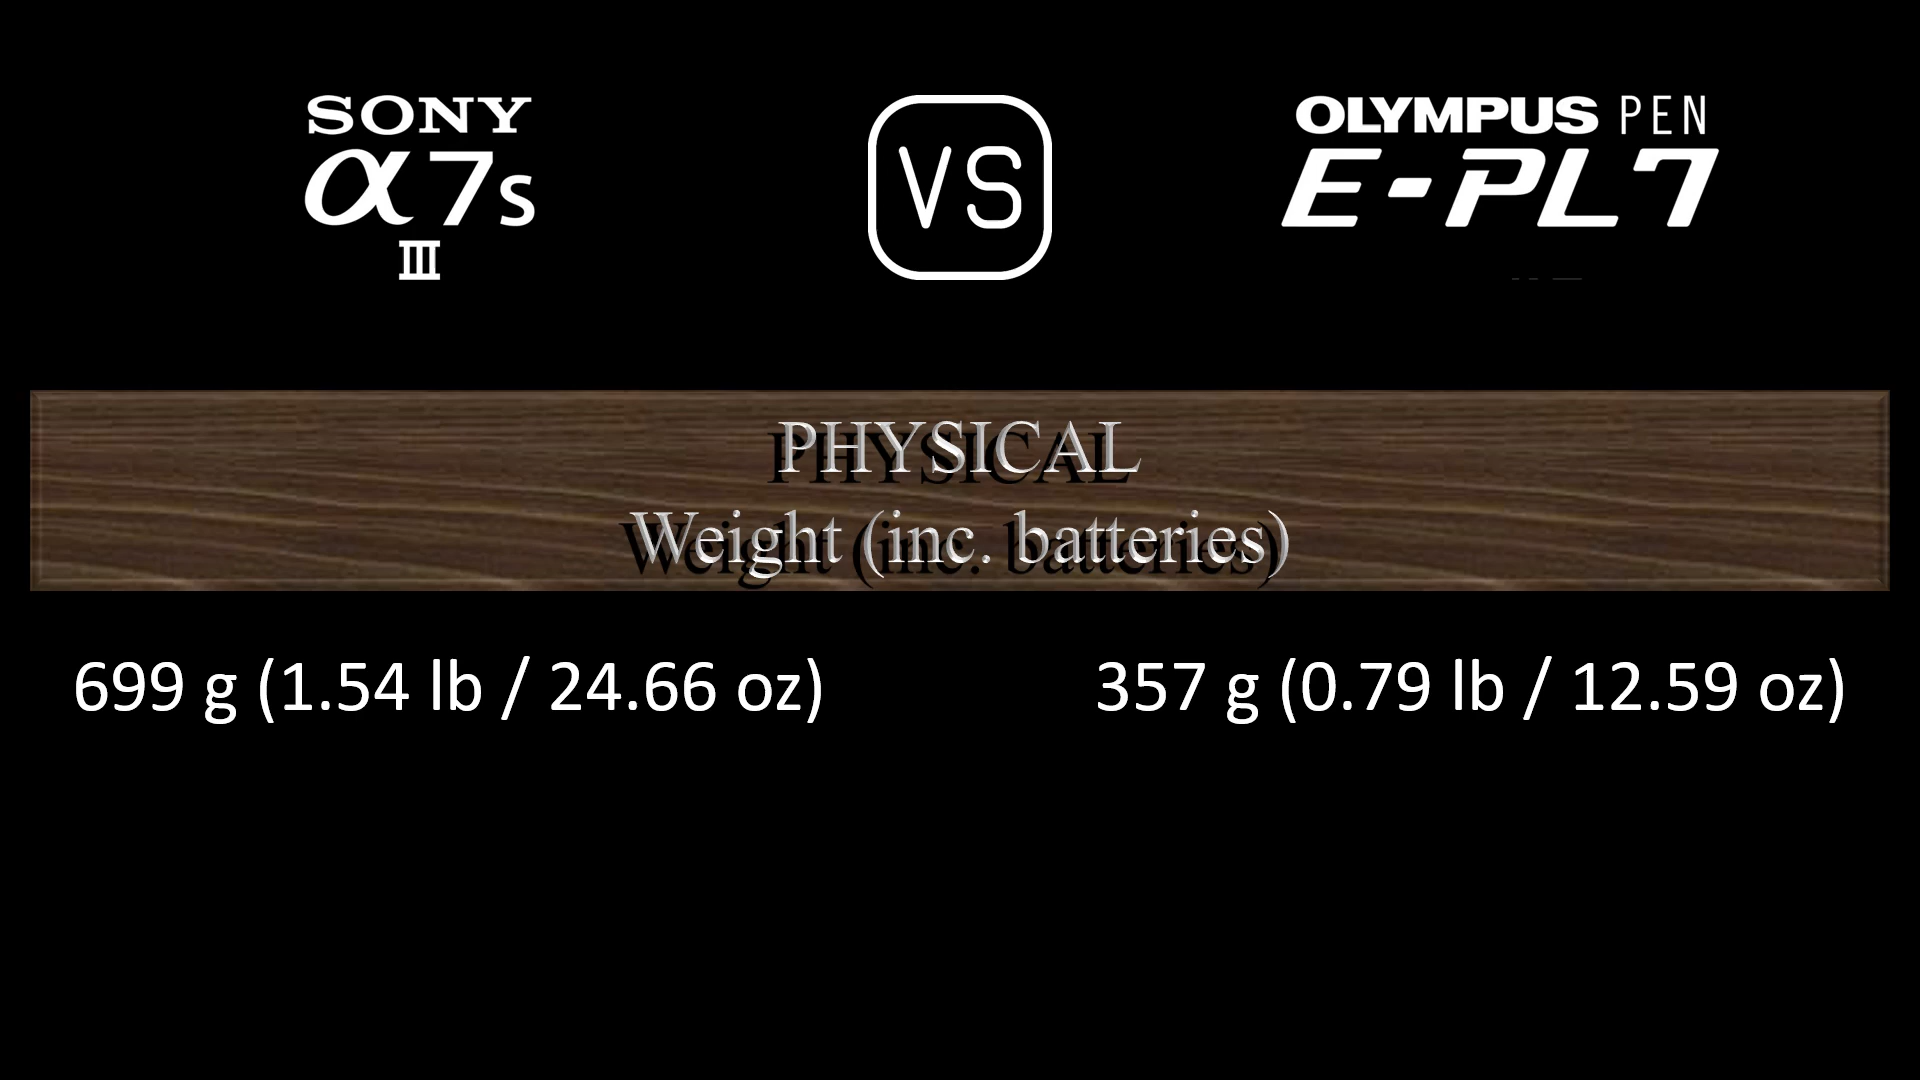 SONY
α7s
III
VS
OLYMPUS PEN
E-PL7
PHYSICAL
Weight (inc. batteries)
699 g (1.54 lb / 24.66 oz)
357 g (0.79 lb / 12.59 oz)